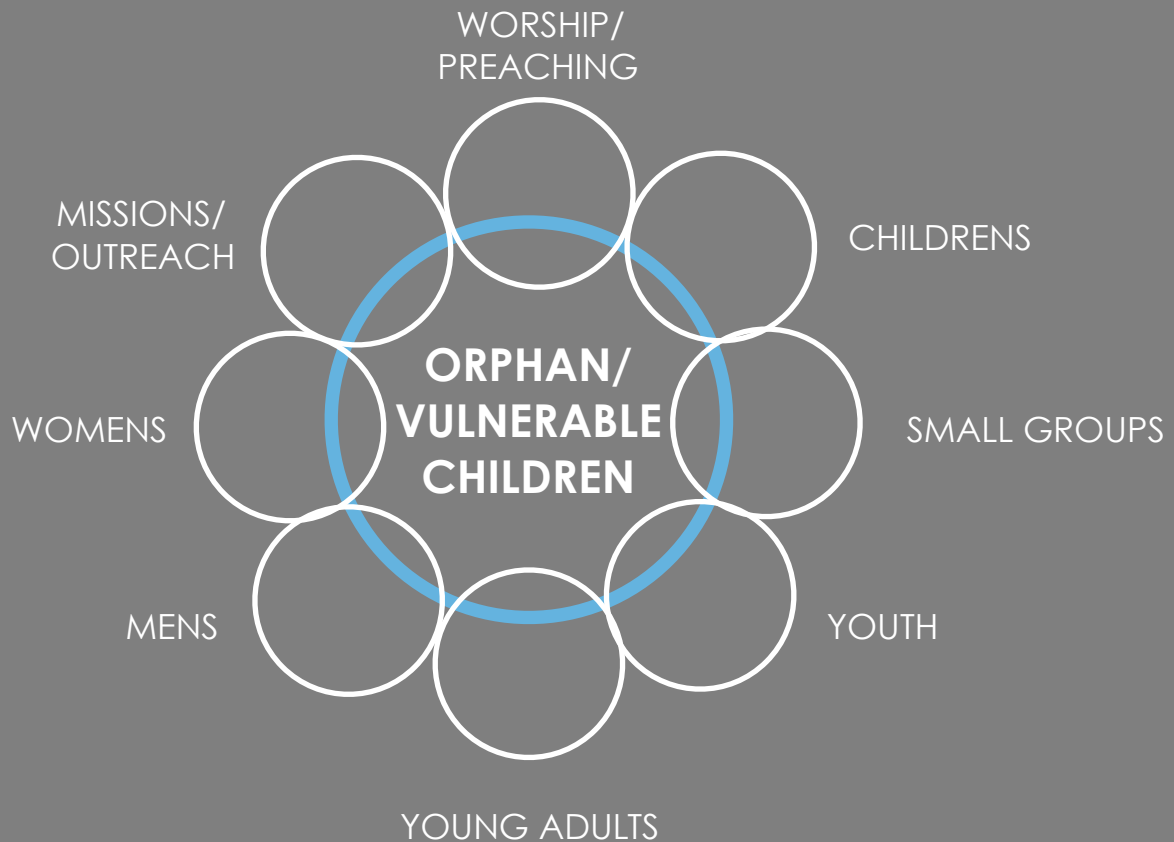 WORSHIP/
PREACHING
MISSIONS/
OUTREACH
CHILDRENS
ORPHAN/
VULNERABLE
CHILDREN
WOMENS
SMALL GROUPS
MENS
YOUTH
YOUNG ADULTS